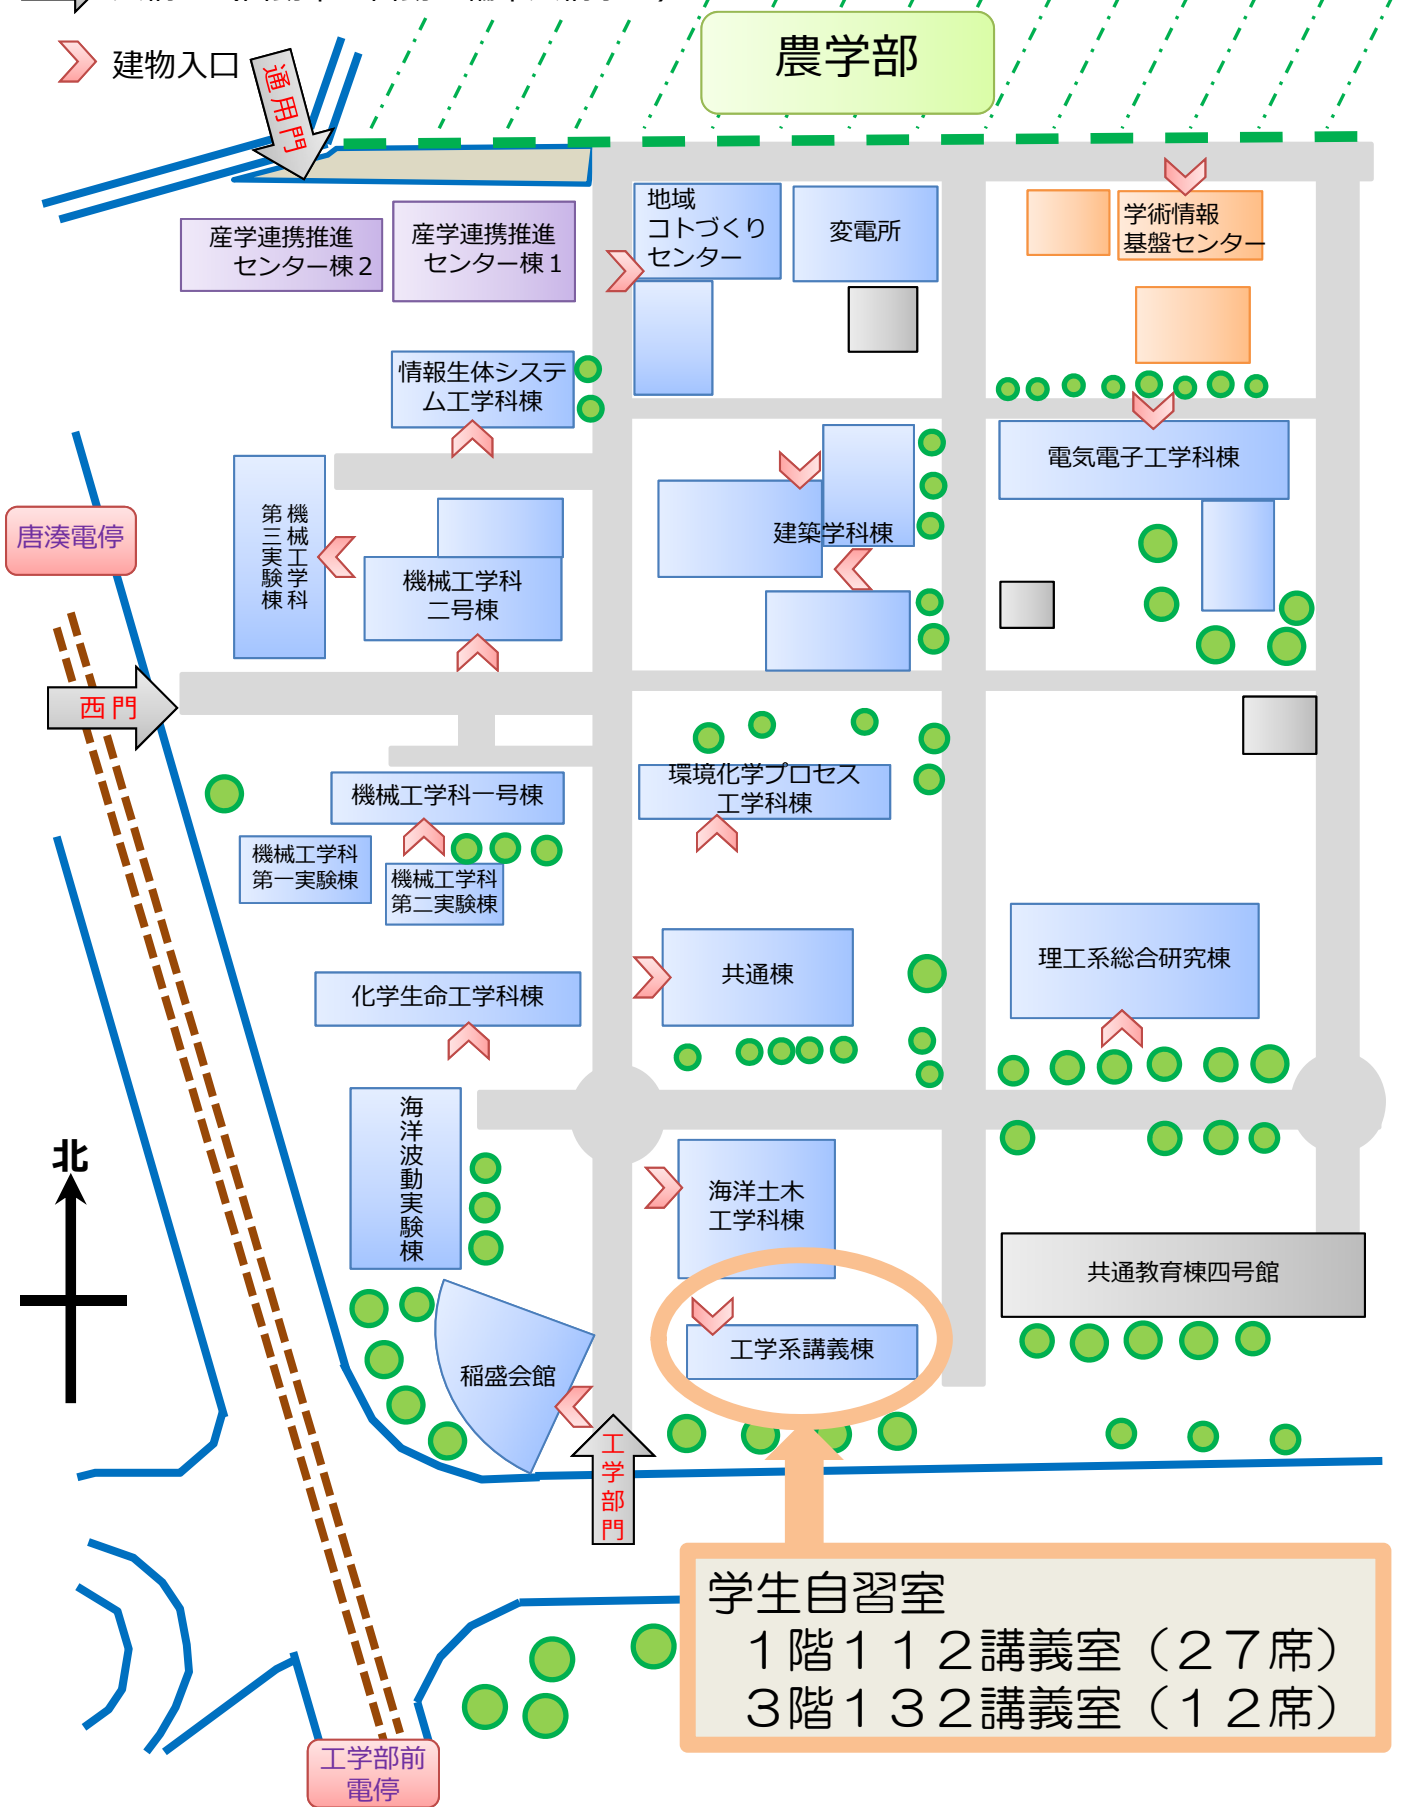 建物入口
通用門
農学部
地域
コトづくり
センター
変電所
学術情報
基盤センター
産学連携推進
センター棟２
産学連携推進
センター棟１
情報生体システ
ム工学科棟
電気電子工学科棟
機械工学科
第三実験棟
唐湊電停
建築学科棟
機械工学科
二号棟
西門
環境化学プロセス
工学科棟
機械工学科一号棟
機械工学科
第一実験棟
機械工学科
第二実験棟
共通棟
理工系総合研究棟
化学生命工学科棟
海洋波動実験棟
北
海洋土木
工学科棟
共通教育棟四号館
工学系講義棟
稲盛会館
工学部門
学生自習室
１階１１２講義室（２７席）
３階１３２講義室（１２席）
工学部前
電停